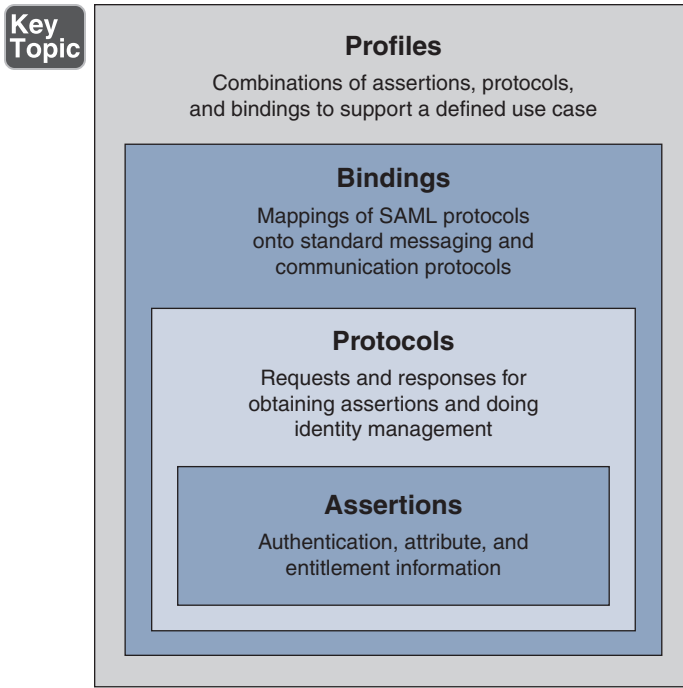 Key
Topic
Profiles
Combinations of assertions, protocols,
and bindings to support a defined use case
Bindings
Mappings of SAML protocols
onto standard messaging and
communication protocols
Protocols
Requests and responses for
obtaining assertions and doing
identity management
Assertions
Authentication, attribute, and
entitlement information